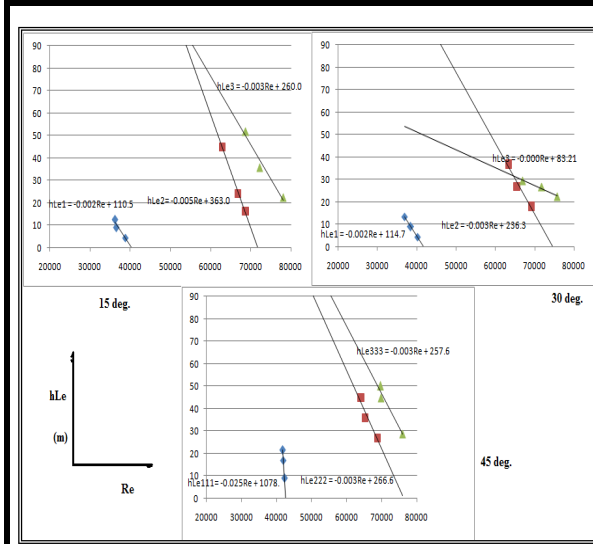 90
80
70
60
50
40
30
20
10
0
hLe3 = -0.003Re + 260.0
hLe1 = -0.002Re + 110.5
hLe2 = -0.005Re + 363.0
20000 30000 40000 50000 60000 70000 80000
15 deg.
90
80
70
60
50
40
30
20
10
0
hLe3 = -0.000Re + 83.21
hLe2 = -0.003Re + 236.3
hLe1 = -0.002Re + 114.7
20000 30000 40000 50000 60000 70000 80000
30 deg.
90
80
70
60
50
40
30
20
10
0
hLe333 = -0.003Re + 257.6
hLe111 = -0.025Re + 1078.
hLe222 = -0.003Re + 266.6
20000 30000 40000 50000 60000 70000 80000
45 deg.
hLe
(m)
Re